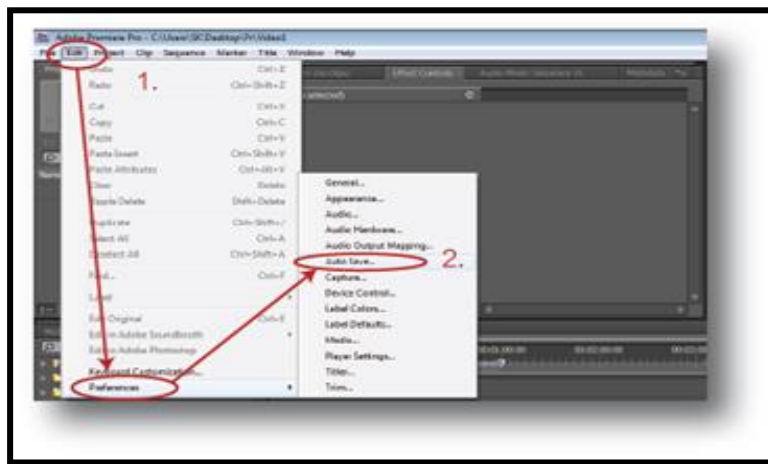 Adobe Premiere Pro - C:\Users\SK\Desktop\Pr\Video1
File Edit Project Clip Sequence Marker Title Window Help
1.
Undo Ctrl+Z
Redo Ctrl+Shift+Z
Cut Ctrl+X
Copy Ctrl+C
Paste Ctrl+V
Paste Insert Ctrl+Shift+V
Paste Attributes Ctrl+Alt+V
Clear Delete
Ripple Delete Shift+Delete
Duplicate Ctrl+Shift+/
Select All Ctrl+A
Deselect All Ctrl+Shift+A
Find... Ctrl+F
Label
Edit Original Ctrl+E
Edit in Adobe Soundbooth
Edit in Adobe Photoshop
Keyboard Customization...
Preferences
Effect Controls
Metadata
General...
Appearance...
Audio...
Audio Hardware...
Audio Output Mapping...
Auto Save...
2.
Capture...
Device Control...
Label Colors...
Label Defaults...
Media...
Player Settings...
Titler...
Trim...